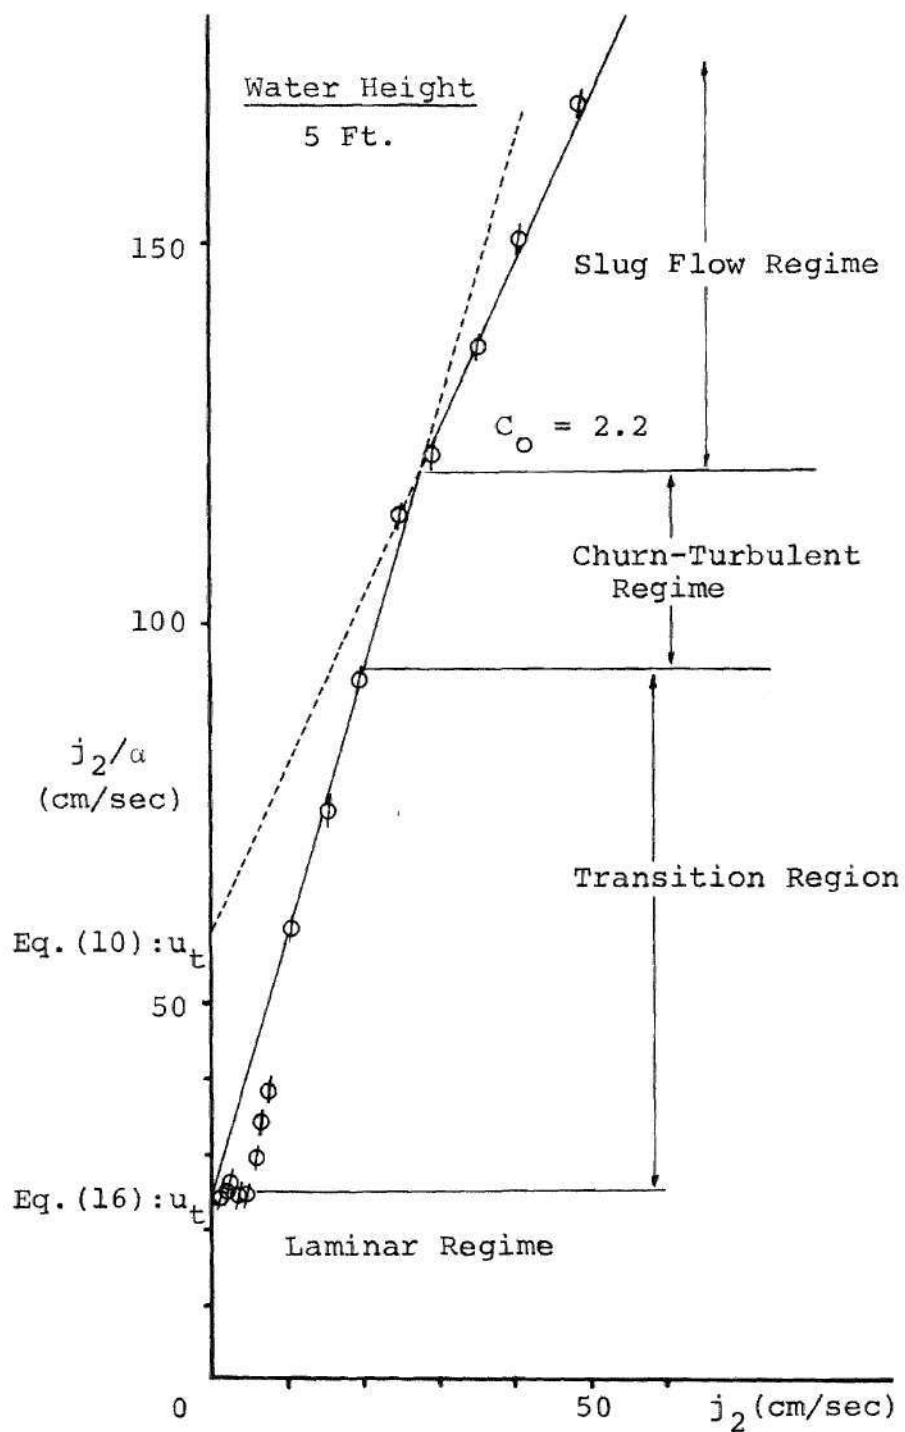 Water Height
5 Ft.
150
Slug Flow Regime
C_o = 2.2
Churn-Turbulent
Regime
100
j_2/α
(cm/sec)
Transition Region
Eq.(10):u_t
50
Eq.(16):u_t
Laminar Regime
0
50
j_2(cm/sec)